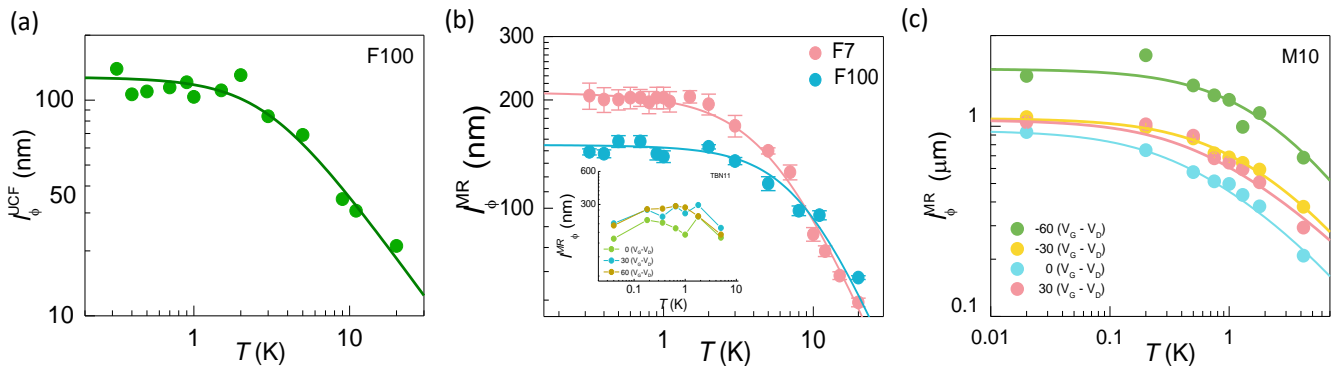 (a)
F100
100
50
10
1
10
T (K)
l_ϕ^UCF (nm)
(b)
F7
F100
300
200
100
1
10
T (K)
l_ϕ^MR (nm)
TBN11
600
300
0 (V_G-V_D)
30 (V_G-V_D)
60 (V_G-V_D)
0.1
1
10
T (K)
l_ϕ^MR (nm)
(c)
M10
1
0.1
-60 (V_G - V_D)
-30 (V_G - V_D)
0 (V_G - V_D)
30 (V_G - V_D)
0.01
0.1
1
T (K)
l_ϕ^MR (μm)